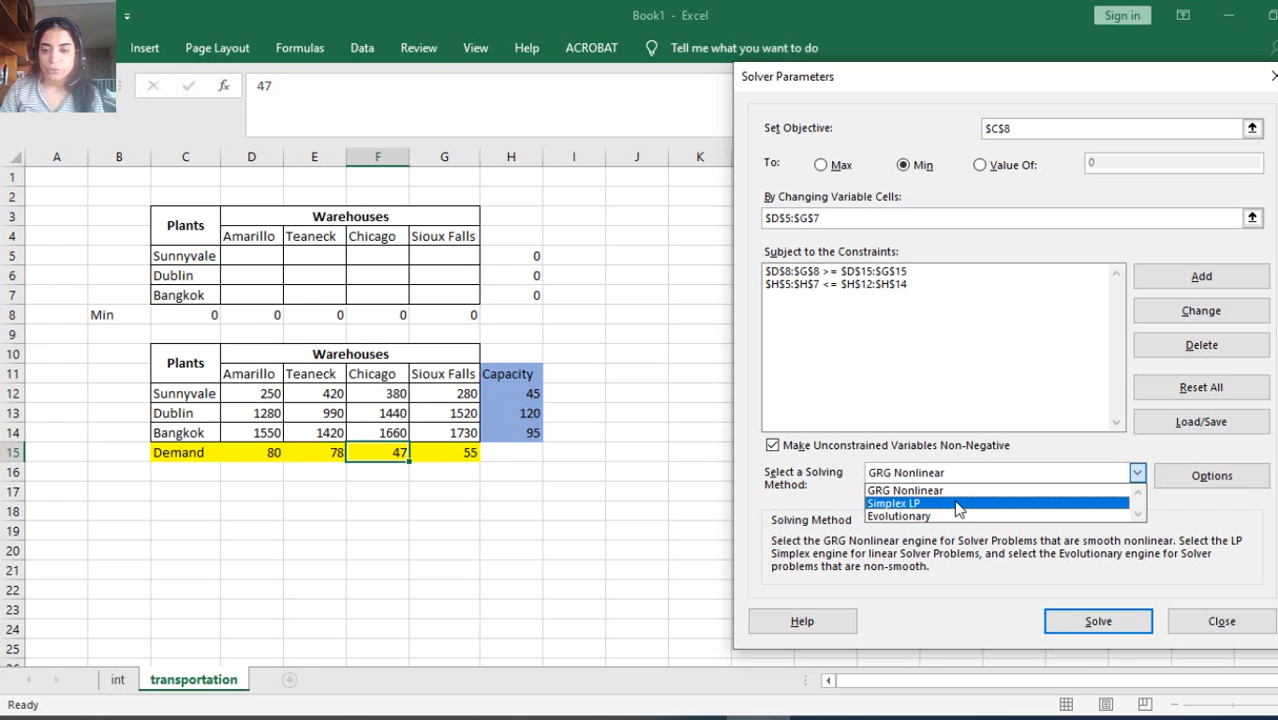 Book1 - Excel
Sign in
Insert Page Layout Formulas Data Review View Help ACROBAT Tell me what you want to do
fx 47
A B C D E F G H I J K
1
2
3 Plants Warehouses
4 Amarillo Teaneck Chicago Sioux Falls
5 Sunnyvale 0
6 Dublin 0
7 Bangkok 0
8 Min 0 0 0 0 0
9
10 Plants Warehouses
11 Amarillo Teaneck Chicago Sioux Falls Capacity
12 Sunnyvale 250 420 380 280 45
13 Dublin 1280 990 1440 1520 120
14 Bangkok 1550 1420 1660 1730 95
15 Demand 80 78 47 55
16
17
18
19
20
21
22
23
24
25
int transportation
Ready
Solver Parameters
Set Objective: $C$8
To: Max Min Value Of: 0
By Changing Variable Cells:
$D$5:$G$7
Subject to the Constraints:
$D$8:$G$8 >= $D$15:$G$15
$H$5:$H$7 <= $H$12:$H$14
Add
Change
Delete
Reset All
Load/Save
Make Unconstrained Variables Non-Negative
Select a Solving Method:
GRG Nonlinear
GRG Nonlinear
Simplex LP
Evolutionary
Options
Solving Method
Select the GRG Nonlinear engine for Solver Problems that are smooth nonlinear. Select the LP
Simplex engine for linear Solver Problems, and select the Evolutionary engine for Solver
problems that are non-smooth.
Help Solve Close